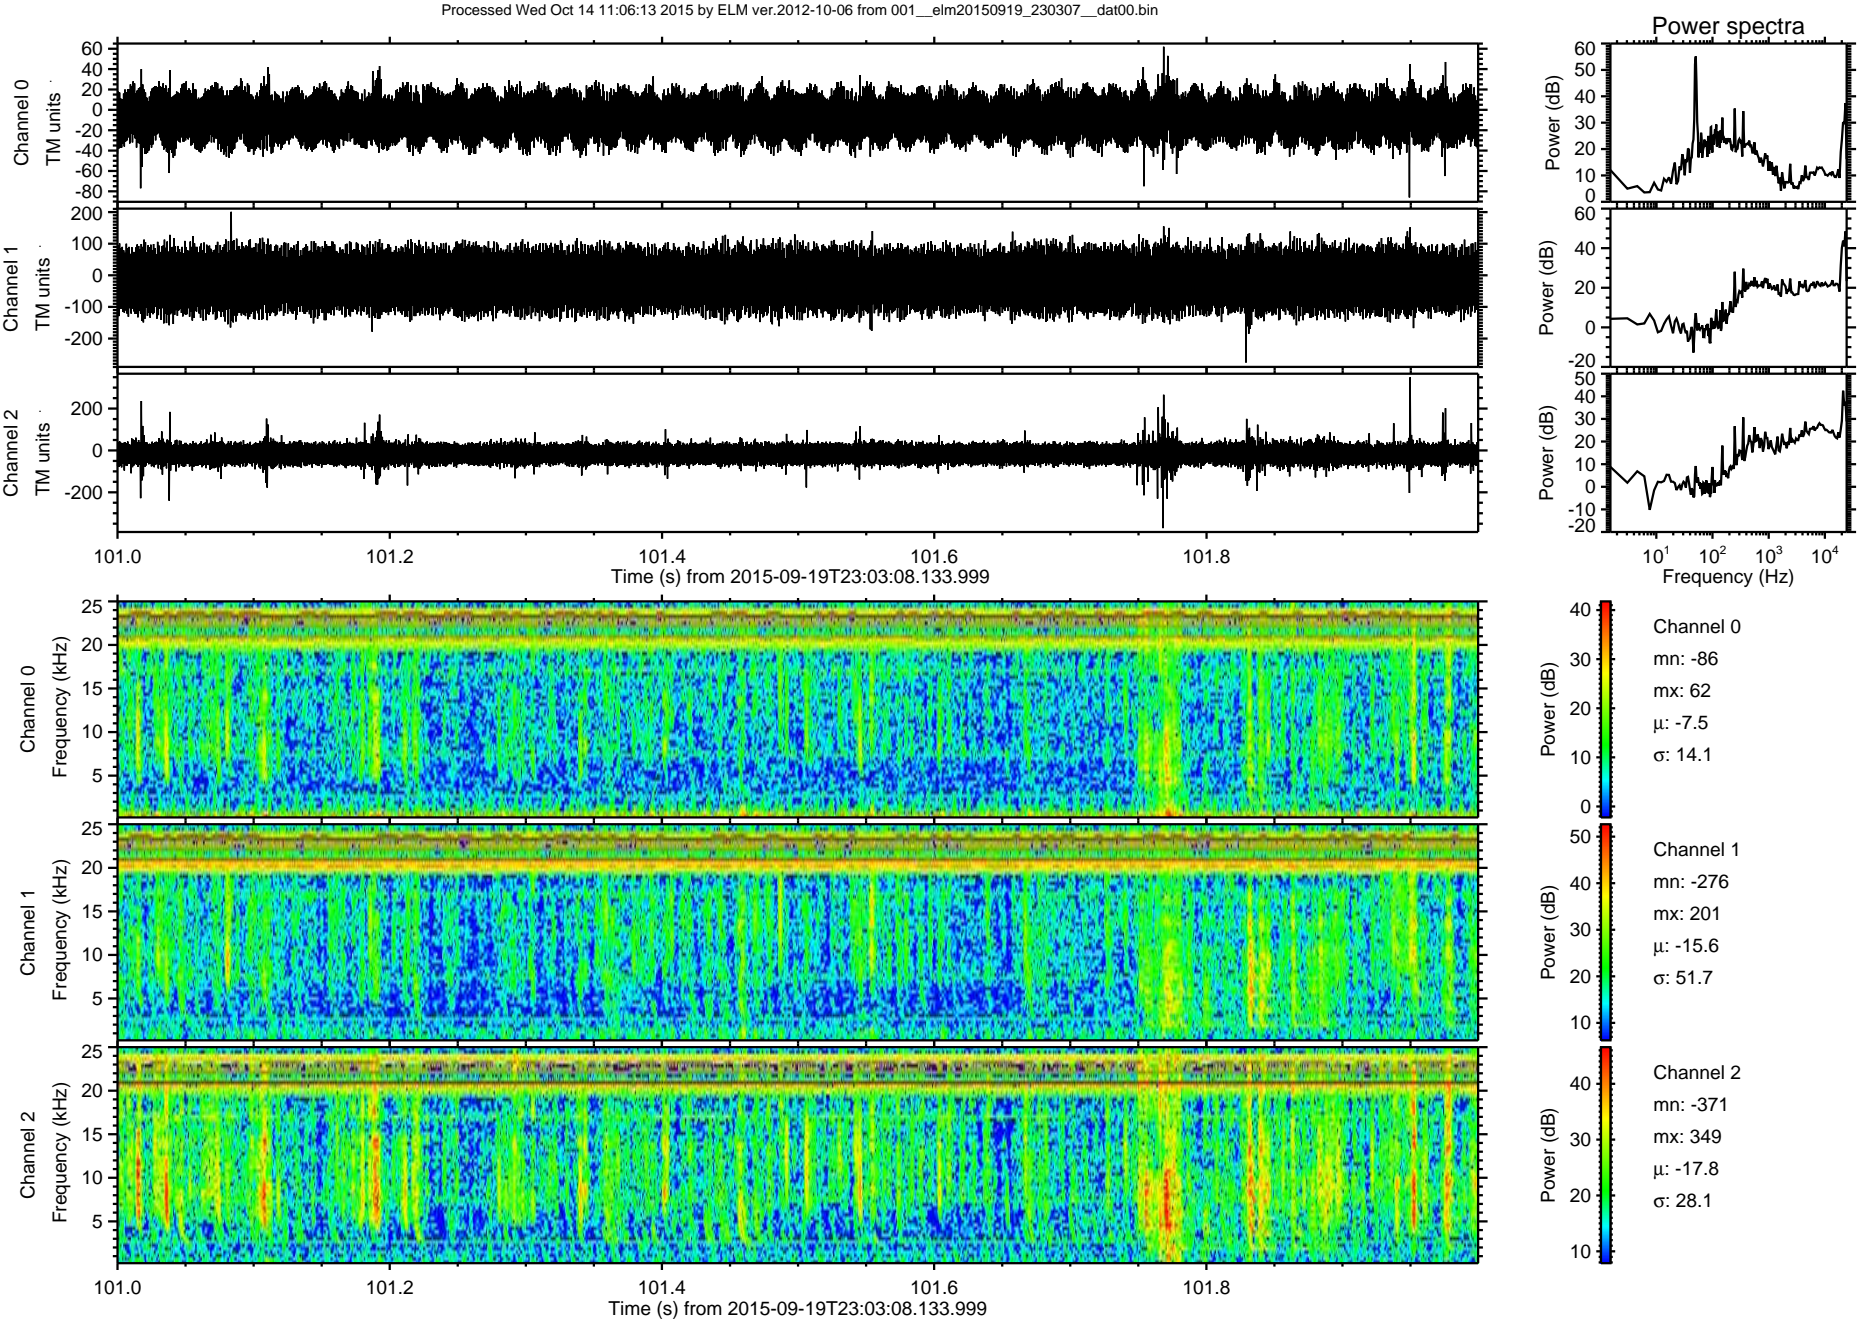 Processed Wed Oct 14 11:06:13 2015 by ELM ver.2012-10-06 from 001__elm20150919_230307__dat00.bin
Power spectra
Channel 0
TM units
60
40
20
0
-20
-40
-60
-80
Power (dB)
60
50
40
30
20
10
0
Channel 1
TM units
200
100
0
-100
-200
Power (dB)
60
40
20
0
-20
Channel 2
TM units
200
0
-200
Power (dB)
50
40
30
20
10
0
-10
-20
101.0 101.2 101.4 101.6 101.8
Time (s) from 2015-09-19T23:03:08.133.999
10¹ 10² 10³ 10⁴
Frequency (Hz)
Channel 0
Frequency (kHz)
25
20
15
10
5
Power (dB)
40
30
20
10
0
Channel 0
mn: -86
mx: 62
μ: -7.5
σ: 14.1
Channel 1
Frequency (kHz)
25
20
15
10
5
Power (dB)
50
40
30
20
10
Channel 1
mn: -276
mx: 201
μ: -15.6
σ: 51.7
Channel 2
Frequency (kHz)
25
20
15
10
5
Power (dB)
40
30
20
10
Channel 2
mn: -371
mx: 349
μ: -17.8
σ: 28.1
101.0 101.2 101.4 101.6 101.8
Time (s) from 2015-09-19T23:03:08.133.999